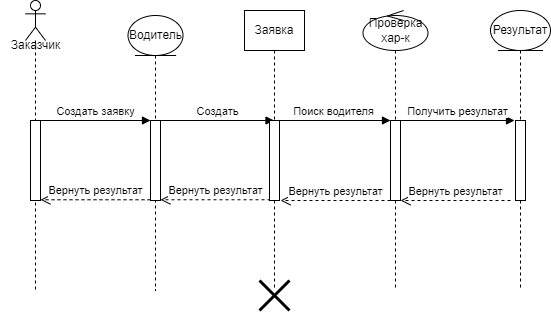 Заказчик
Водитель
Заявка
Проверка
хар-к
Результат
Создать заявку
Создать
Поиск водителя
Получить результат
Вернуть результат
Вернуть результат
Вернуть результат
Вернуть результат